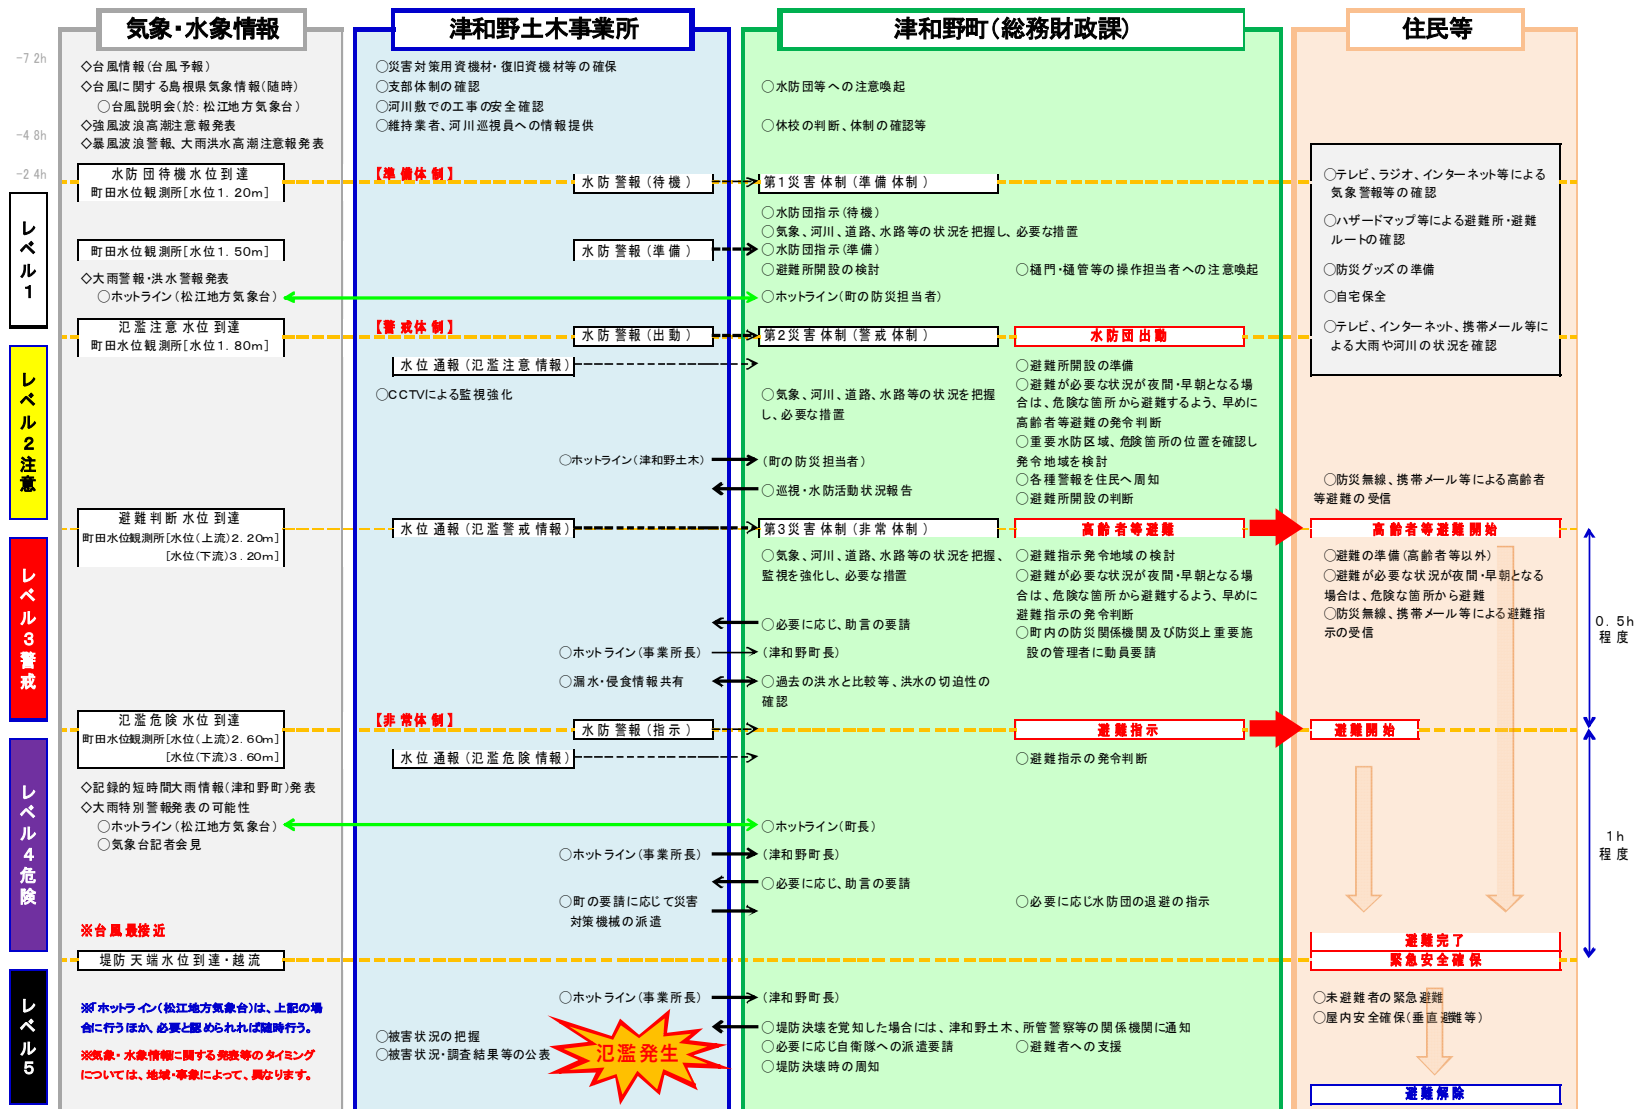 気象・水象情報
津和野土木事業所
津和野町（総務財政課）
住民等
-72h
-48h
-24h
レベル1
レベル2注意
レベル3警戒
レベル4危険
レベル5
◇台風情報(台風予報)
◇台風に関する島根県気象情報(随時)
○台風説明会(於:松江地方気象台)
◇強風波浪高潮注意報発表
◇暴風波浪警報、大雨洪水高潮注意報発表
水防団待機水位到達
町田水位観測所[水位1.20m]
町田水位観測所[水位1.50m]
◇大雨警報・洪水警報発表
○ホットライン(松江地方気象台)
氾濫注意水位到達
町田水位観測所[水位1.80m]
避難判断水位到達
町田水位観測所[水位(上流)2.20m]
[水位(下流)3.20m]
氾濫危険水位到達
町田水位観測所[水位(上流)2.60m]
[水位(下流)3.60m]
◇記録的短時間大雨情報(津和野町)発表
◇大雨特別警報発表の可能性
○ホットライン(松江地方気象台)
○気象台記者会見
※台風最接近
堤防天端水位到達・越流
※｢ホットライン(松江地方気象台)は、上記の場
合に行うほか、必要と認められれば随時行う。
※気象・水象情報に関する発表等のタイミング
については、地域・事象によって、異なります。
○災害対策用資機材・復旧資機材等の確保
○支部体制の確認
○河川敷での工事の安全確認
○維持業者、河川巡視員への情報提供
【準備体制】
水防警報(待機)
水防警報(準備)
【警戒体制】
水防警報(出動)
水位通報(氾濫注意情報)
○CCTVによる監視強化
○ホットライン(津和野土木)
水位通報(氾濫警戒情報)
○ホットライン(事業所長)
○漏水・侵食情報共有
【非常体制】
水防警報(指示)
水位通報(氾濫危険情報)
○ホットライン(事業所長)
○町の要請に応じて災害
対策機械の派遣
○ホットライン(事業所長)
○被害状況の把握
○被害状況・調査結果等の公表
氾濫発生
○水防団等への注意喚起
○休校の判断、体制の確認等
第1災害体制(準備体制)
○水防団指示(待機)
○気象、河川、道路、水路等の状況を把握し、必要な措置
○水防団指示(準備)
○避難所開設の検討
○樋門・樋管等の操作担当者への注意喚起
○ホットライン(町の防災担当者)
第2災害体制(警戒体制)
水防団出動
○避難所開設の準備
○避難が必要な状況が夜間・早朝となる場
合は、危険な箇所から避難するよう、早めに
高齢者等避難の発令判断
○重要水防区域、危険箇所の位置を確認し
発令地域を検討
○各種警報を住民へ周知
○避難所開設の判断
○気象、河川、道路、水路等の状況を把握
し、必要な措置
(町の防災担当者)
○巡視・水防活動状況報告
第3災害体制(非常体制)
高齢者等避難
○気象、河川、道路、水路等の状況を把握、
監視を強化し、必要な措置
○避難指示発令地域の検討
○避難が必要な状況が夜間・早朝となる場
合は、危険な箇所から避難するよう、早めに
避難指示の発令判断
○町内の防災関係機関及び防災上重要施
設の管理者に動員要請
○必要に応じ、助言の要請
(津和野町長)
○過去の洪水と比較等、洪水の切迫性の
確認
避難指示
○避難指示の発令判断
○ホットライン(町長)
(津和野町長)
○必要に応じ、助言の要請
○必要に応じ水防団の退避の指示
(津和野町長)
○堤防決壊を覚知した場合には、津和野土木、所管警察等の関係機関に通知
○必要に応じ自衛隊への派遣要請
○避難者への支援
○堤防決壊時の周知
○テレビ、ラジオ、インターネット等による
気象警報等の確認
○ハザードマップ等による避難所・避難
ルートの確認
○防災グッズの準備
○自宅保全
○テレビ、インターネット、携帯メール等に
よる大雨や河川の状況を確認
○防災無線、携帯メール等による高齢者
等避難の受信
高齢者等避難開始
○避難の準備(高齢者等以外)
○避難が必要な状況が夜間・早朝となる
場合は、危険な箇所から避難
○防災無線、携帯メール等による避難指
示の受信
避難開始
避難完了
緊急安全確保
○未避難者の緊急避難
○屋内安全確保(垂直避難等)
避難解除
0.5h
程度
1h
程度